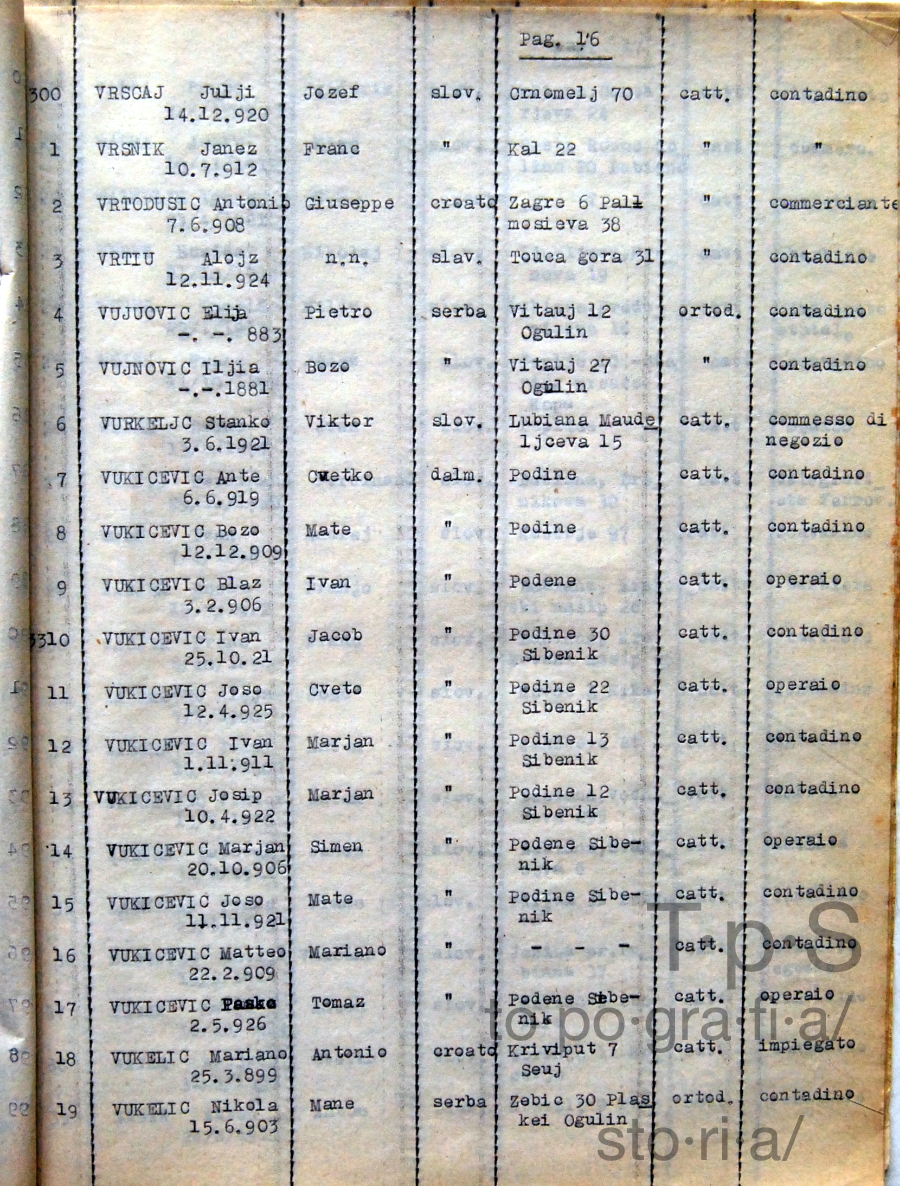 Pag. 16
300 VRSCAJ Julji Jozef slov. Crnomelj 70 catt. contadino
14.12.920
1 VRSNIK Janez Franc " Kal 22 " "
10.7.912
2 VRTODUSIC Antonio Giuseppe croato Zagre 6 Pall commerciante "
7.6.908 mosieva 38
3 VRTIU Alojz n.n. slav. Touca gora 31 " contadino
12.11.924
4 VUJUOVIC Elija Pietro serba Vitauj 12 ortod. contadino
-.-. 883 Ogulin
5 VUJNOVIC Iljia Bozo " Vitauj 27 " contadino
-.-.1881 Ogulin
6 VURKELJC Stanko Viktor slov. Lubiana Maude catt. commesso di
3.6.1921 ljceva 15 negozio
7 VUKICEVIC Ante Cvetko dalm. Podine catt. contadino
6.6.919
8 VUKICEVIC Bozo Mate " Podine catt. contadino
12.12.909
9 VUKICEVIC Blaz Ivan " Podene catt. operaio
3.2.906
3310 VUKICEVIC Ivan Jacob " Podine 30 catt. contadino
25.10.21 Sibenik
11 VUKICEVIC Joso Cveto " Podine 22 catt. operaio
12.4.925 Sibenik
12 VUKICEVIC Ivan Marjan " Podine 13 catt. contadino
1.11.911 Sibenik
13 VUKICEVIC Josip Marjan " Podine 12 catt. contadino
10.4.922 Sibenik
14 VUKICEVIC Marjan Simen " Podene Sibe- catt. operaio
20.10.906 nik
15 VUKICEVIC Joso Mate " Podine Sibe- catt. contadino
11.11.921 nik
16 VUKICEVIC Matteo Mariano " - - - catt. contadino
22.2.909
17 VUKICEVIC Pasko Tomaz " Podene Sibe- catt. operaio
2.5.926 nik
18 VUKELIC Mariano Antonio croato Kriviput 7 catt. impiegato
25.3.899 Seuj
19 VUKELIC Nikola Mane serba Zebic 30 Plas ortod. contadino
15.6.903 kei Ogulin
T·p·S
to·po·gra·fi·a/
sto·ri·a/